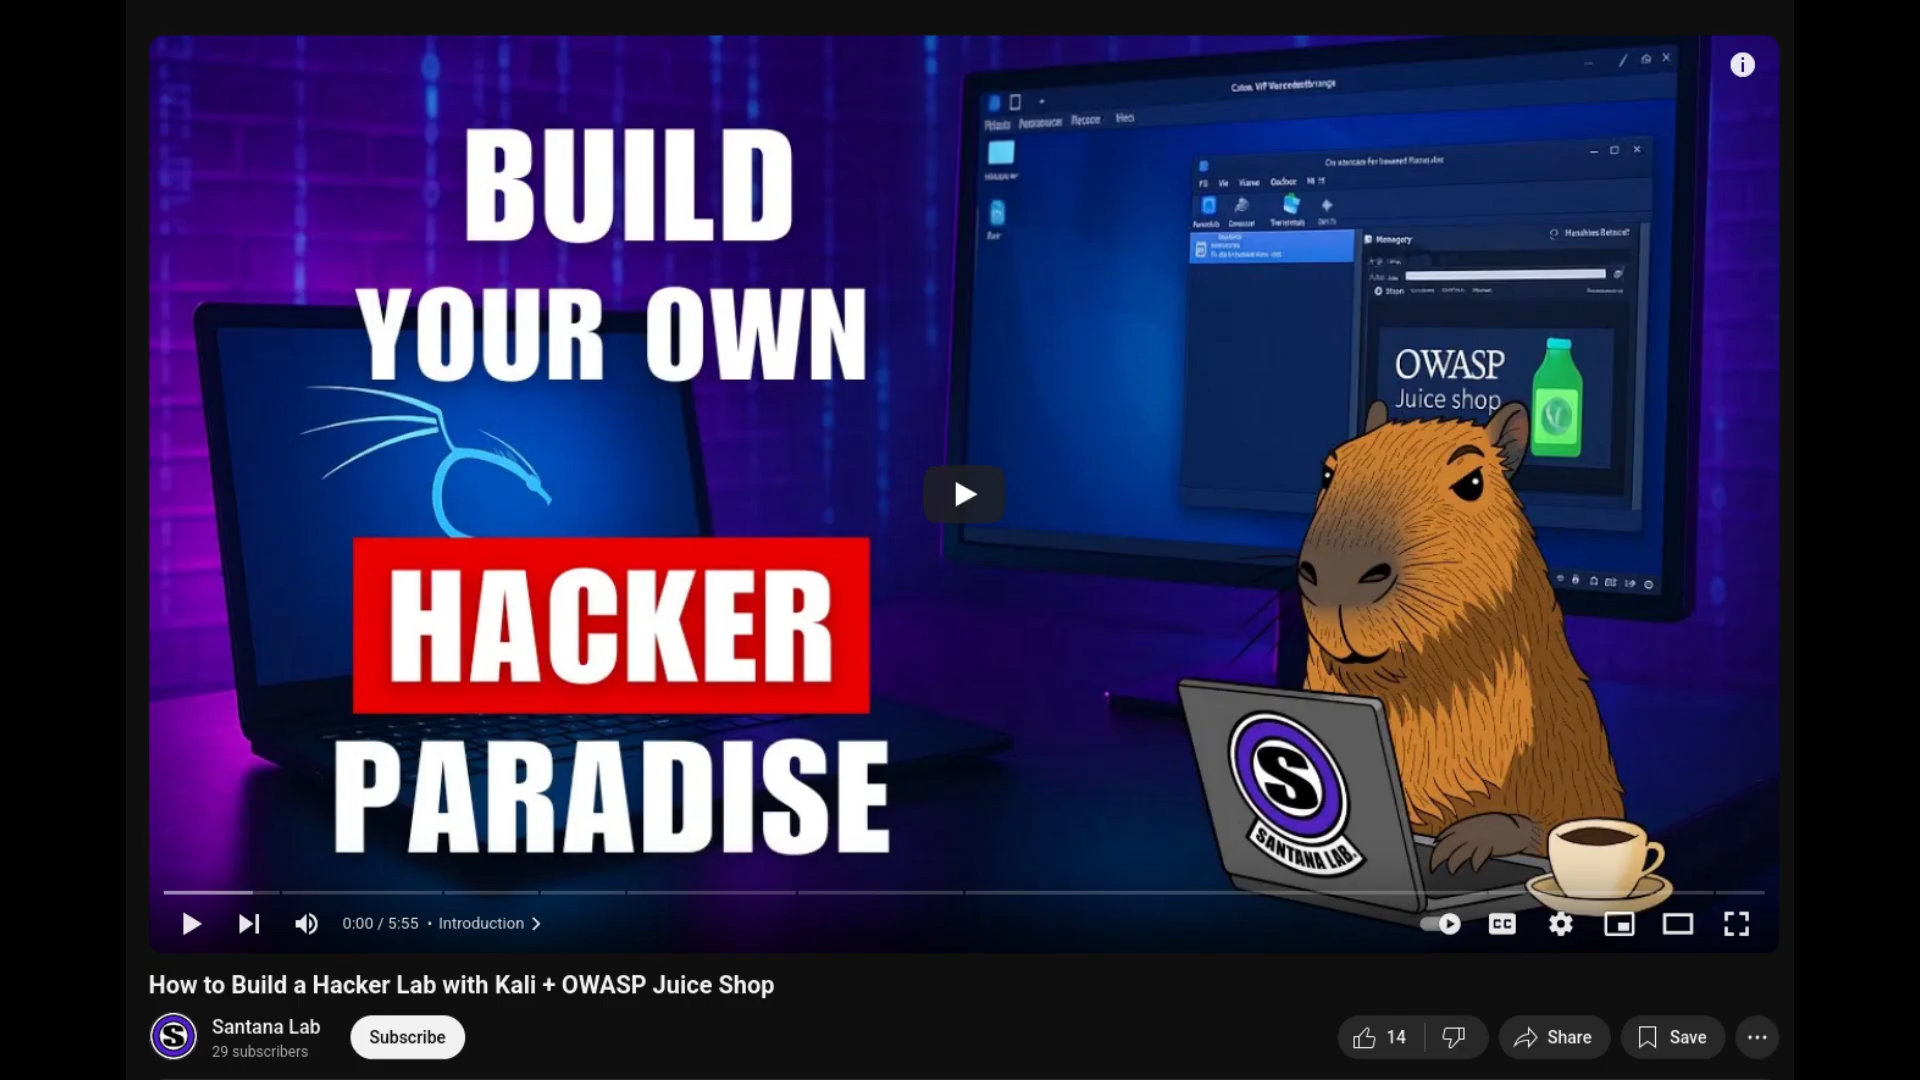 BUILD
YOUR OWN
HACKER
PARADISE
OWASP
Juice shop
S
SANTANA LAB.
CC
0:00 / 5:55 • Introduction
How to Build a Hacker Lab with Kali + OWASP Juice Shop
S
Santana Lab
29 subscribers
Subscribe
14
Share
Save